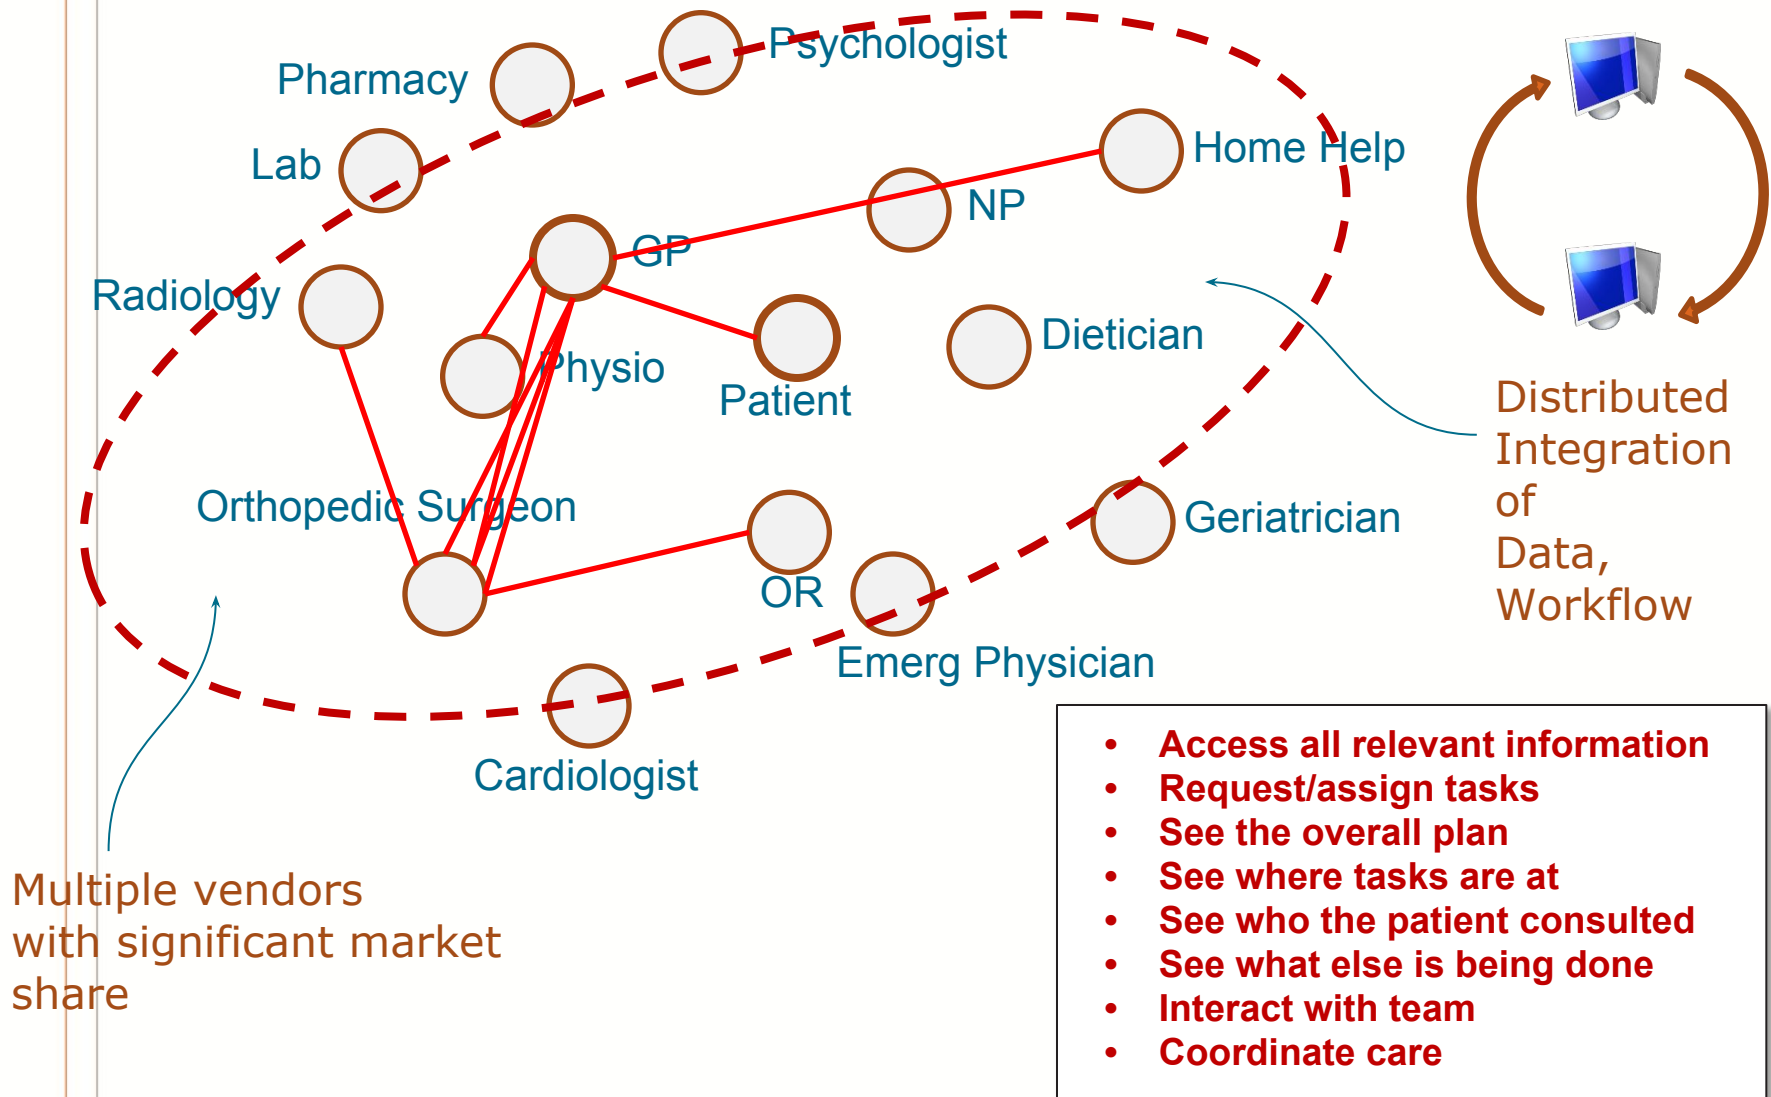 Psychologist
Pharmacy
Lab
Home Help
NP
GP
Radiology
Physio
Patient
Dietician
Orthopedic Surgeon
OR
Geriatrician
Emerg Physician
Cardiologist
Distributed
Integration
of
Data,
Workflow
Multiple vendors
with significant market
share
• Access all relevant information
• Request/assign tasks
• See the overall plan
• See where tasks are at
• See who the patient consulted
• See what else is being done
• Interact with team
• Coordinate care